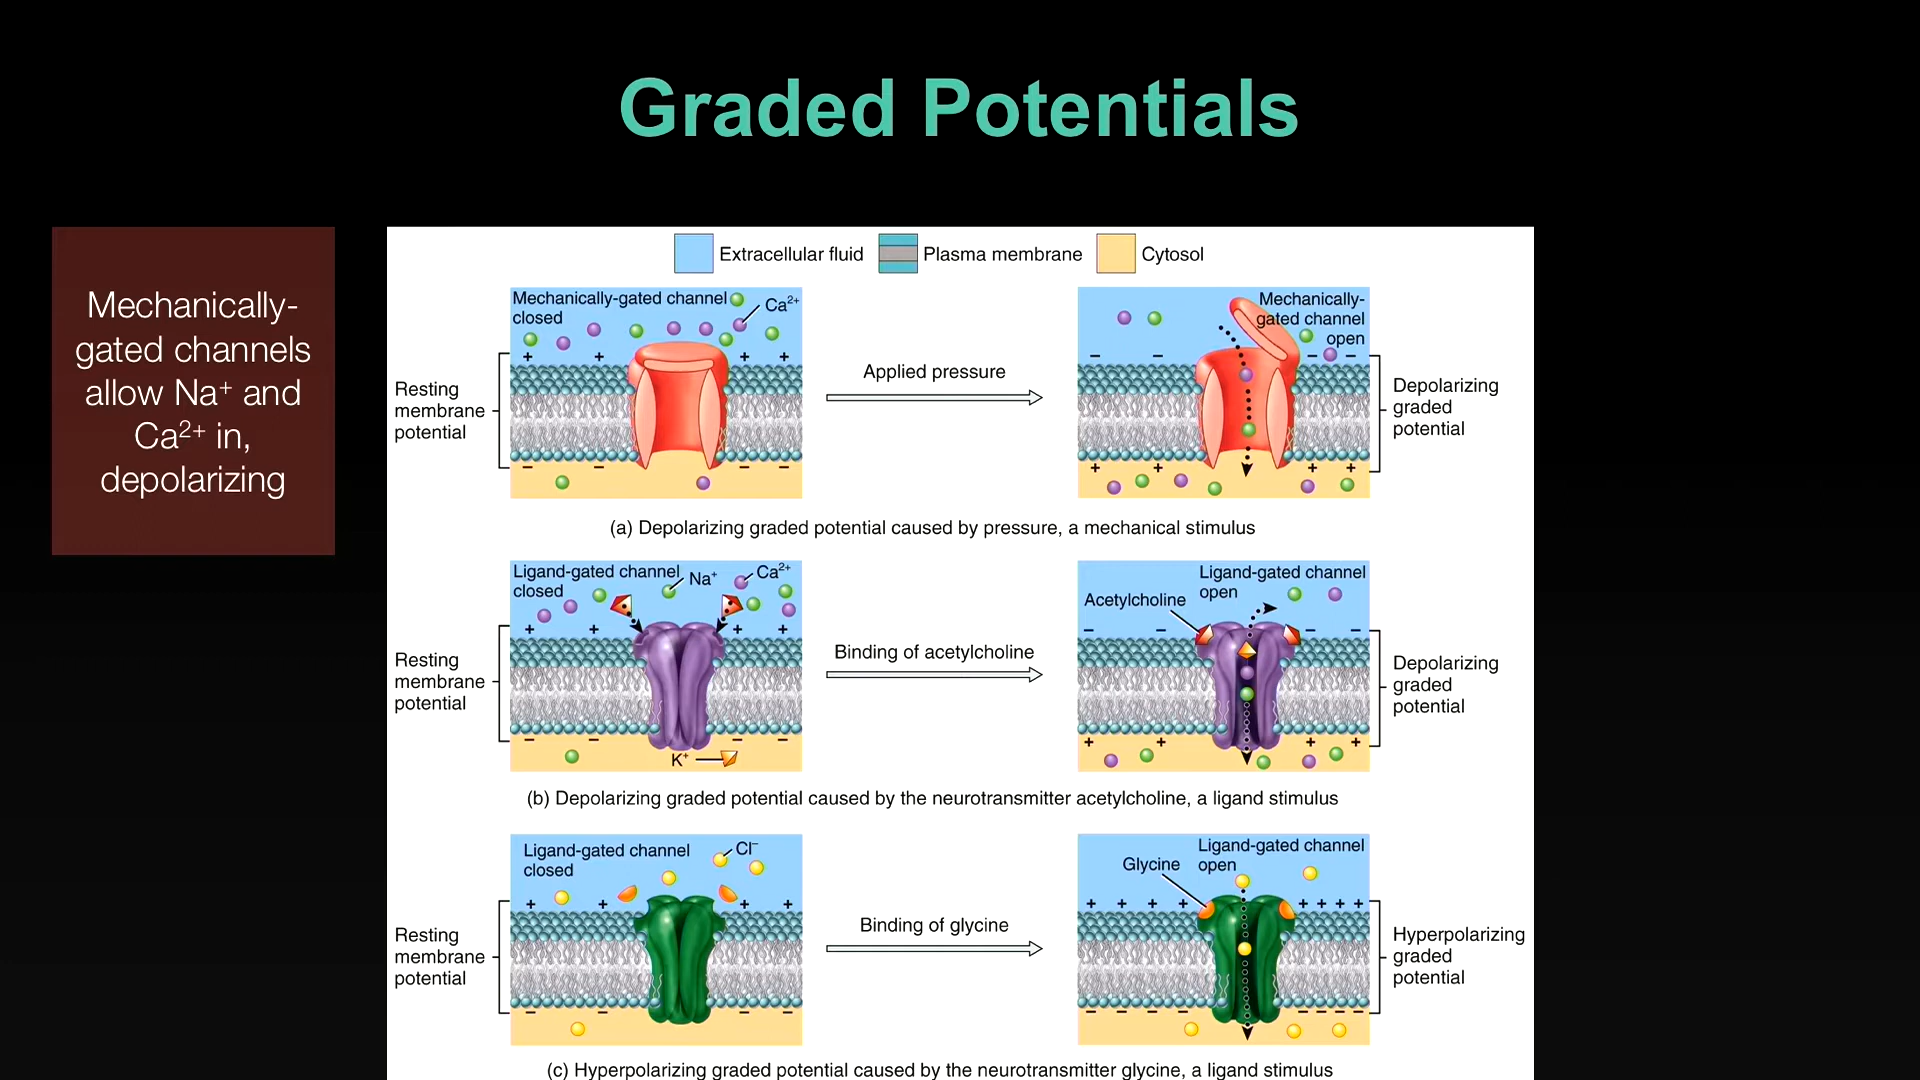 Graded Potentials
Mechanically-
gated channels
allow Na⁺ and
Ca²⁺ in,
depolarizing
Extracellular fluid
Plasma membrane
Cytosol
Mechanically-gated channel
closed
Ca²⁺
+ + + +
Resting
membrane
potential
− − − −
Applied pressure
Mechanically-
gated channel
open
− − − −
Depolarizing
graded
potential
+ + + +
(a) Depolarizing graded potential caused by pressure, a mechanical stimulus
Ligand-gated channel
closed
Na⁺
Ca²⁺
+ + + +
Resting
membrane
potential
− − − −
K⁺
Binding of acetylcholine
Ligand-gated channel
open
Acetylcholine
− − − −
Depolarizing
graded
potential
+ + + +
(b) Depolarizing graded potential caused by the neurotransmitter acetylcholine, a ligand stimulus
Ligand-gated channel
closed
Cl⁻
+ + + +
Resting
membrane
potential
− − − −
Binding of glycine
Ligand-gated channel
open
Glycine
+ + + + + + + +
Hyperpolarizing
graded
potential
− − − − − − − −
(c) Hyperpolarizing graded potential caused by the neurotransmitter glycine, a ligand stimulus